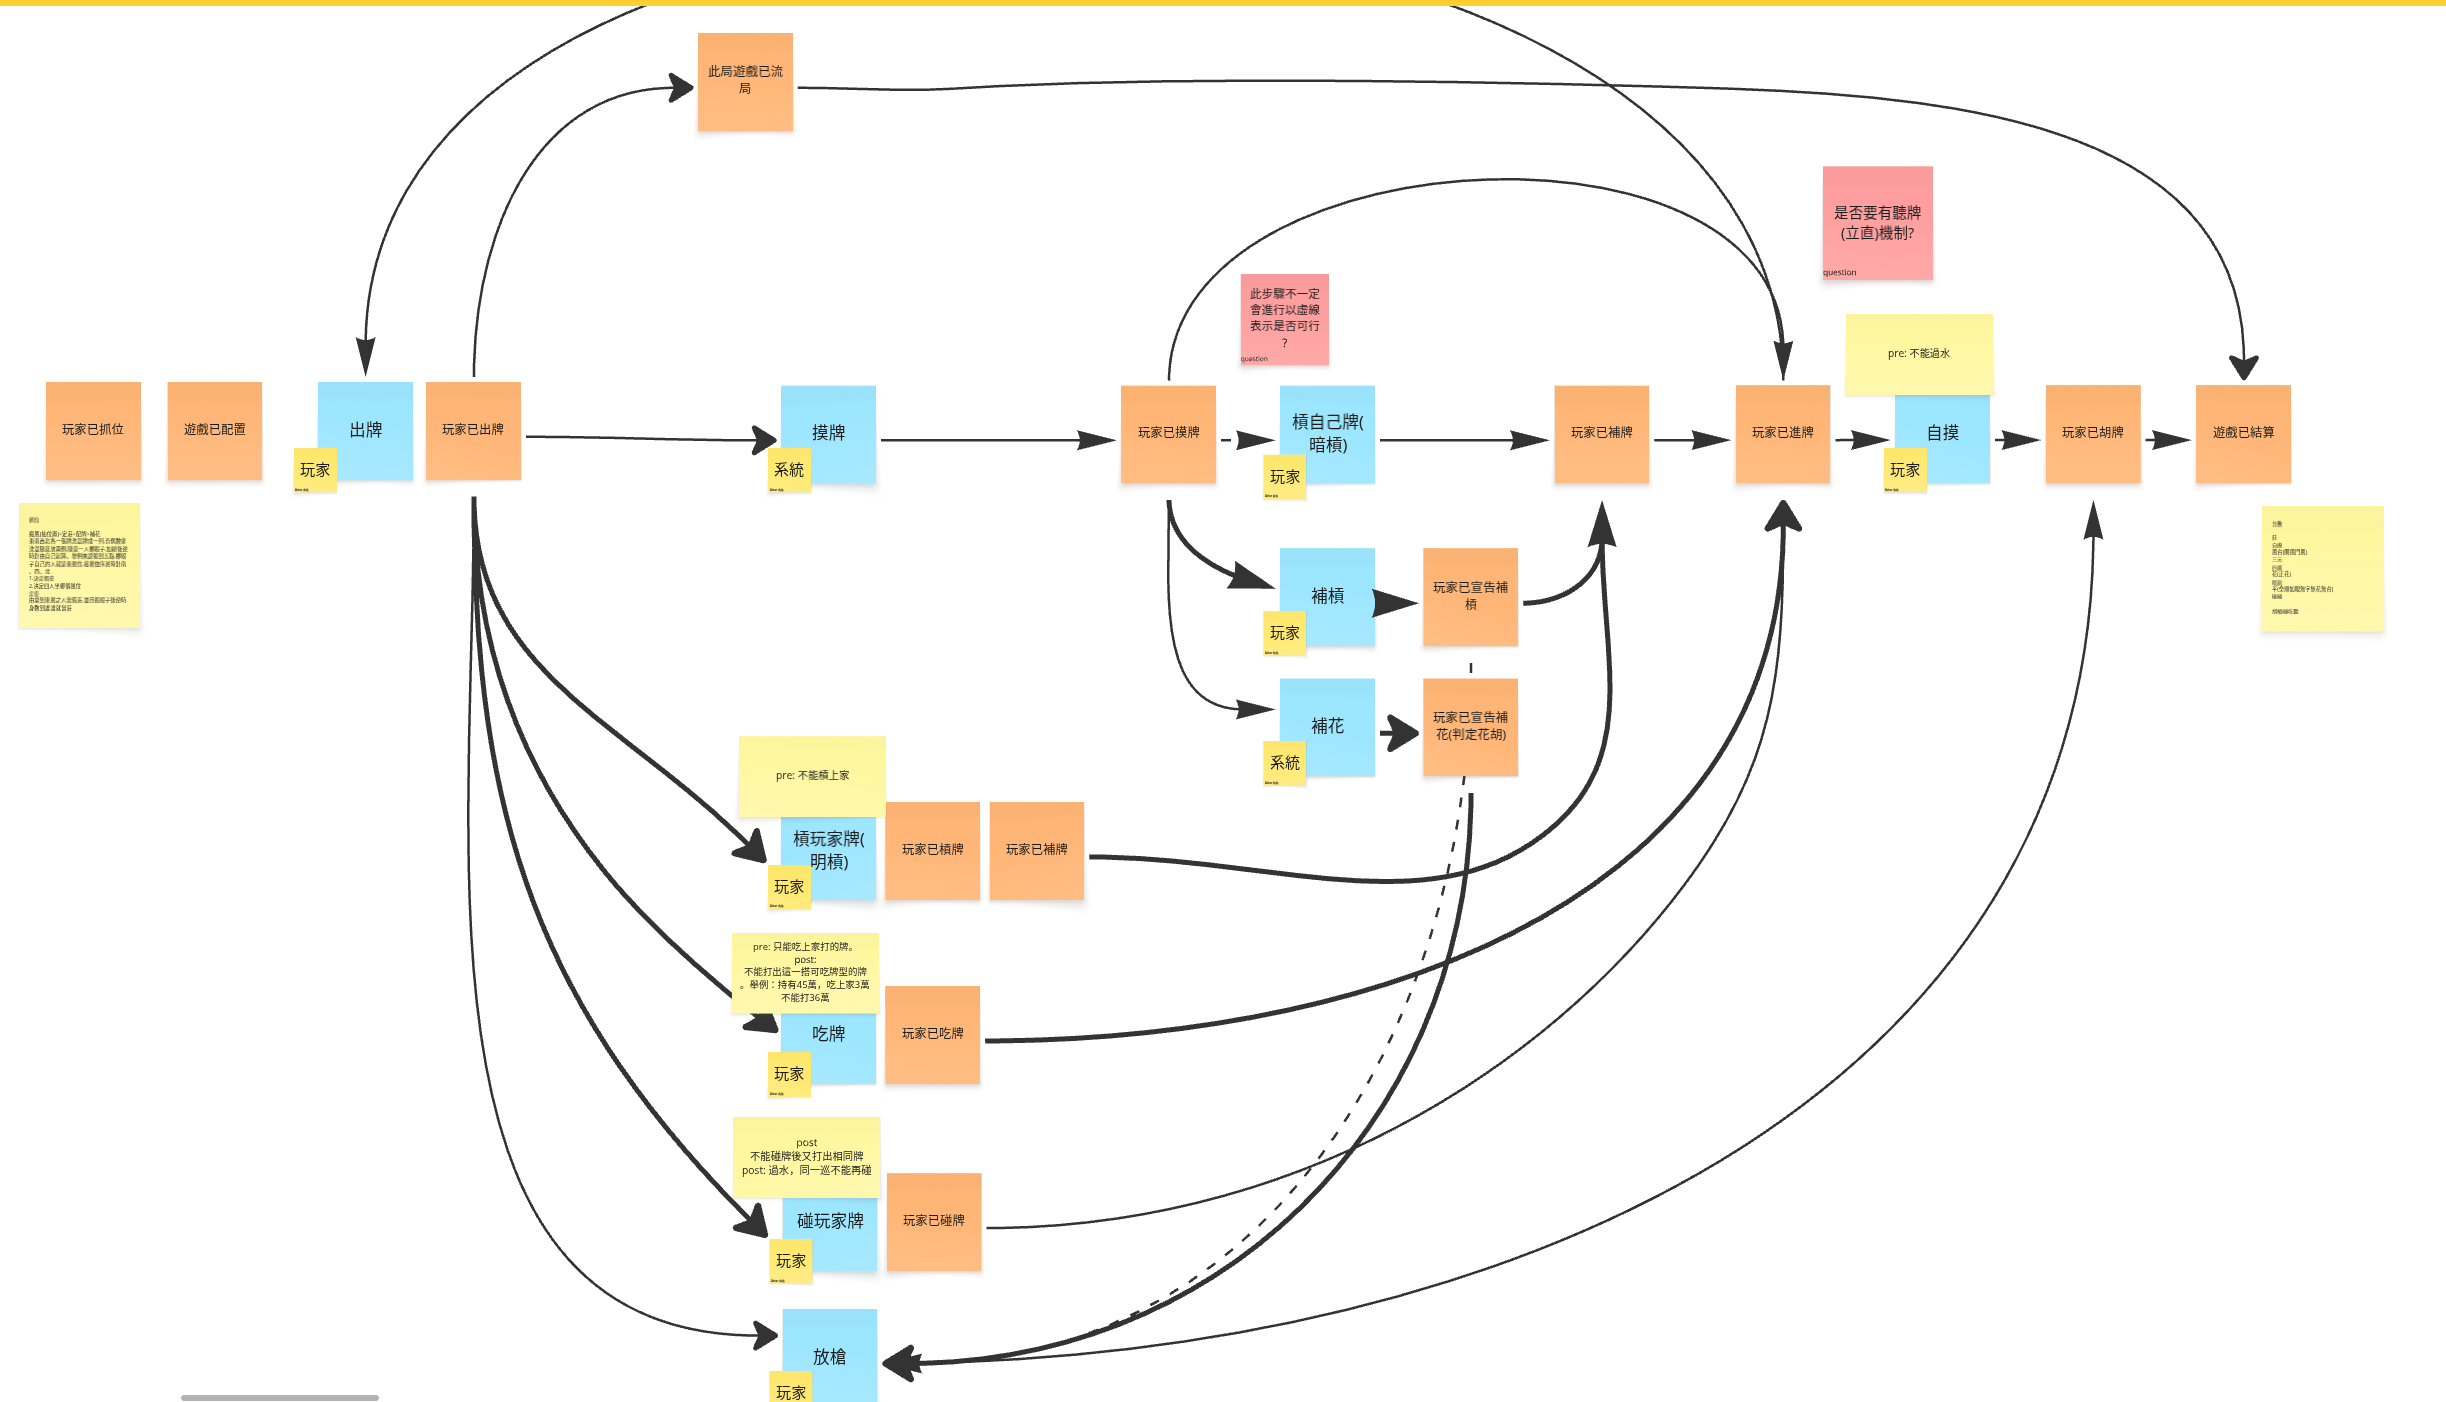 此局遊戲已流
局
是否要有聽牌
(立直)機制?
question
此步驟不一定
會進行以虛線
表示是否可行
?
question
pre: 不能過水
玩家已抓位
遊戲已配置
出牌
玩家
玩家已出牌
摸牌
系統
玩家已摸牌
槓自己牌(
暗槓)
玩家
玩家已補牌
玩家已進牌
自摸
玩家
玩家已胡牌
遊戲已結算
補槓
玩家
玩家已宣告補
槓
補花
系統
玩家已宣告補
花(判定花胡)
pre: 不能槓上家
槓玩家牌(
明槓)
玩家
玩家已槓牌
玩家已補牌
pre: 只能吃上家打的牌。
post:
不能打出這一搭可吃牌型的牌
。舉例：持有45萬，吃上家3萬
不能打36萬
吃牌
玩家
玩家已吃牌
post
不能碰牌後又打出相同牌
post: 過水，同一巡不能再碰
碰玩家牌
玩家
玩家已碰牌
放槍
玩家